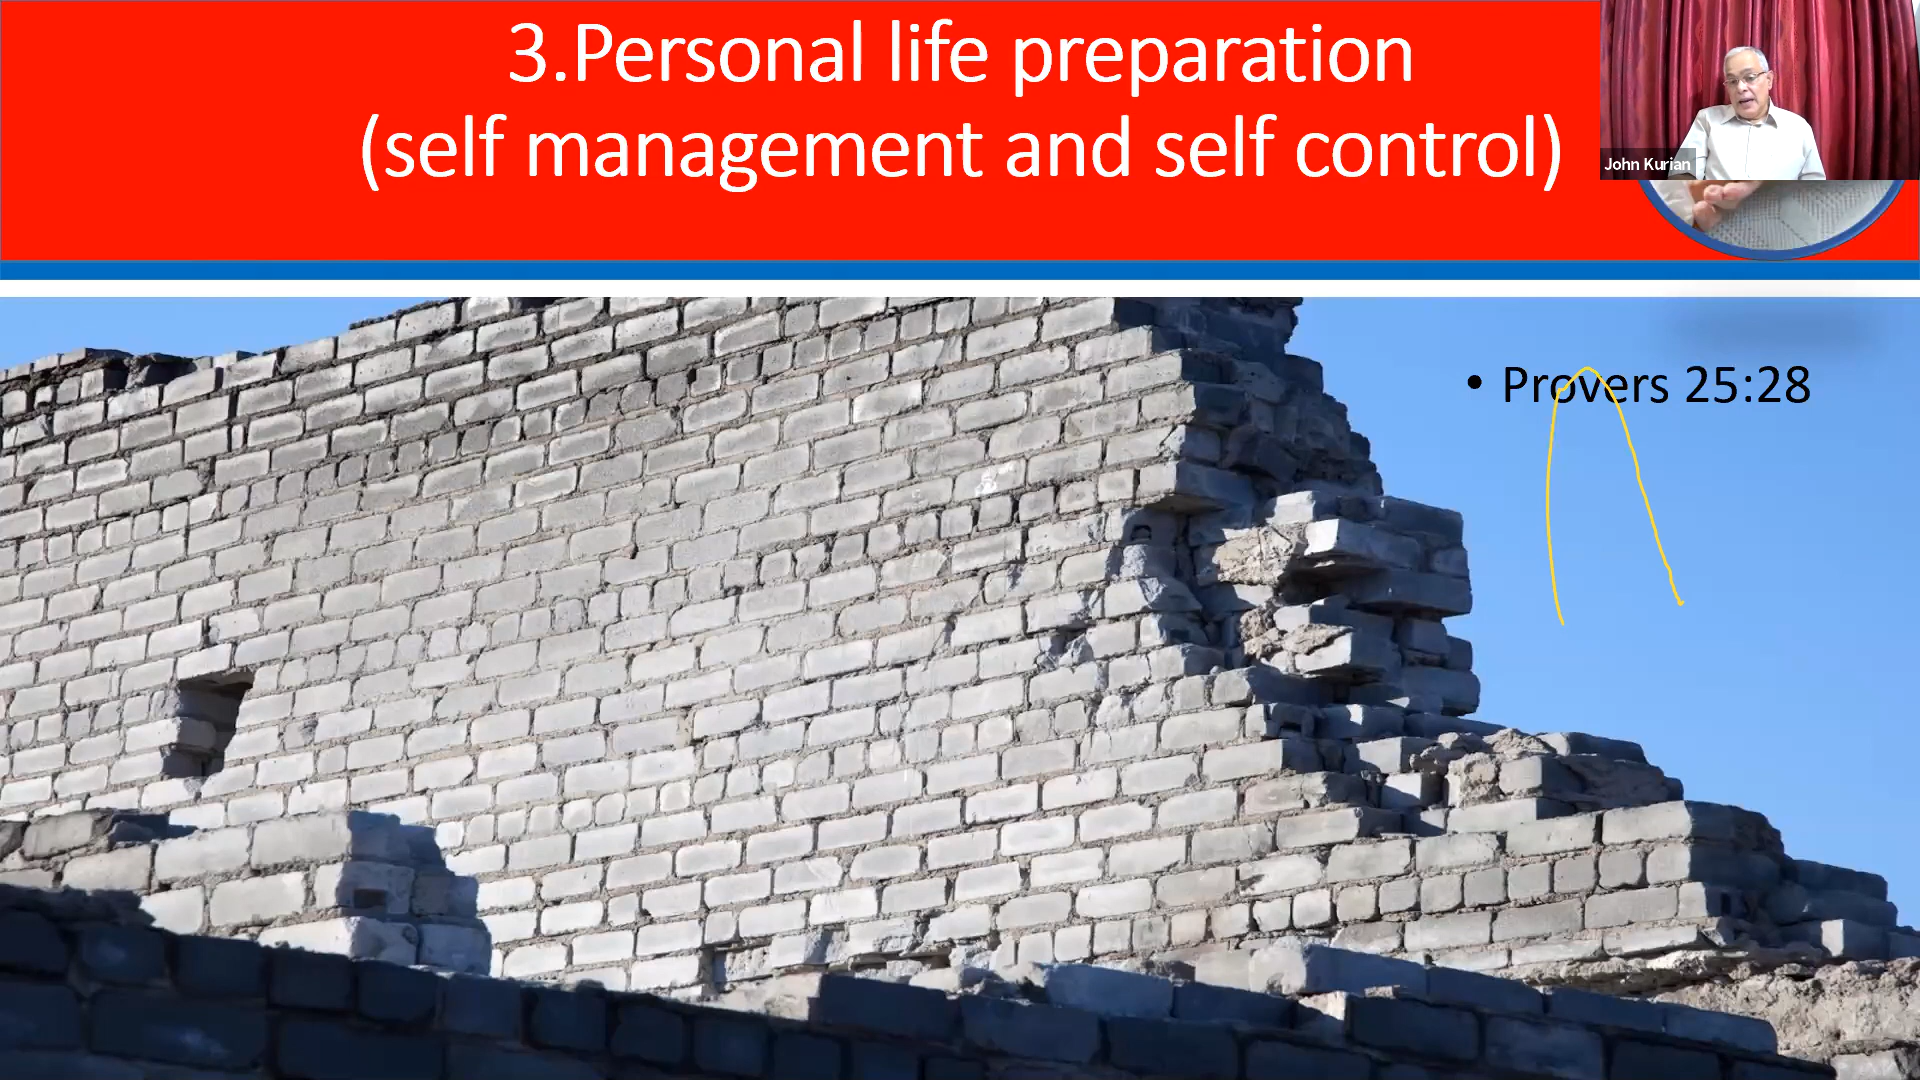 3.Personal life preparation
(self management and self control)
John Kurian
• Provers 25:28